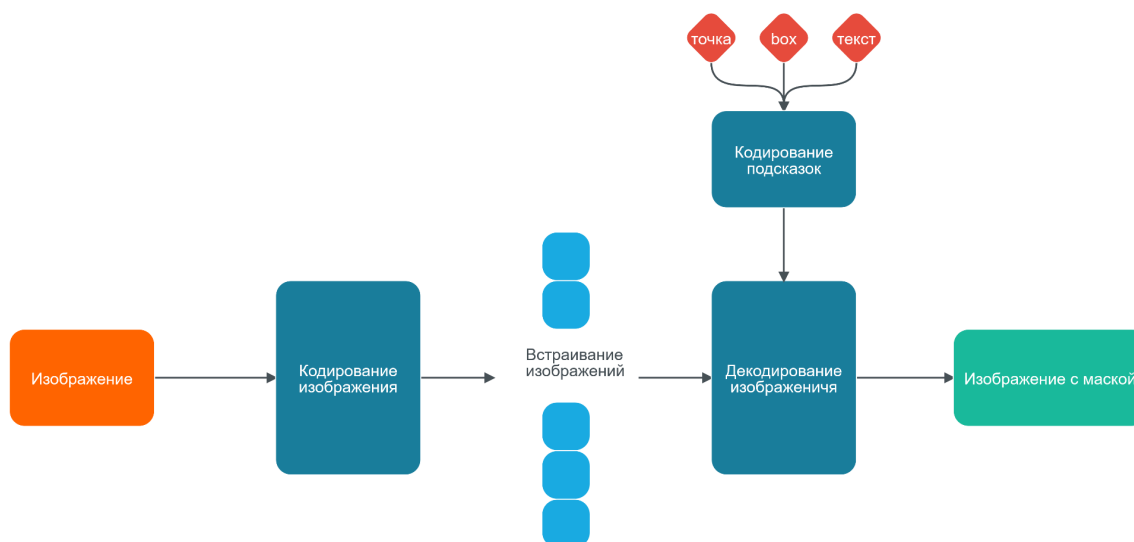 точка
box
текст
Кодирование
подсказок
Изображение
Кодирование
изображения
Встраивание
изображений
Декодирование
изображеничя
Изображение с маской